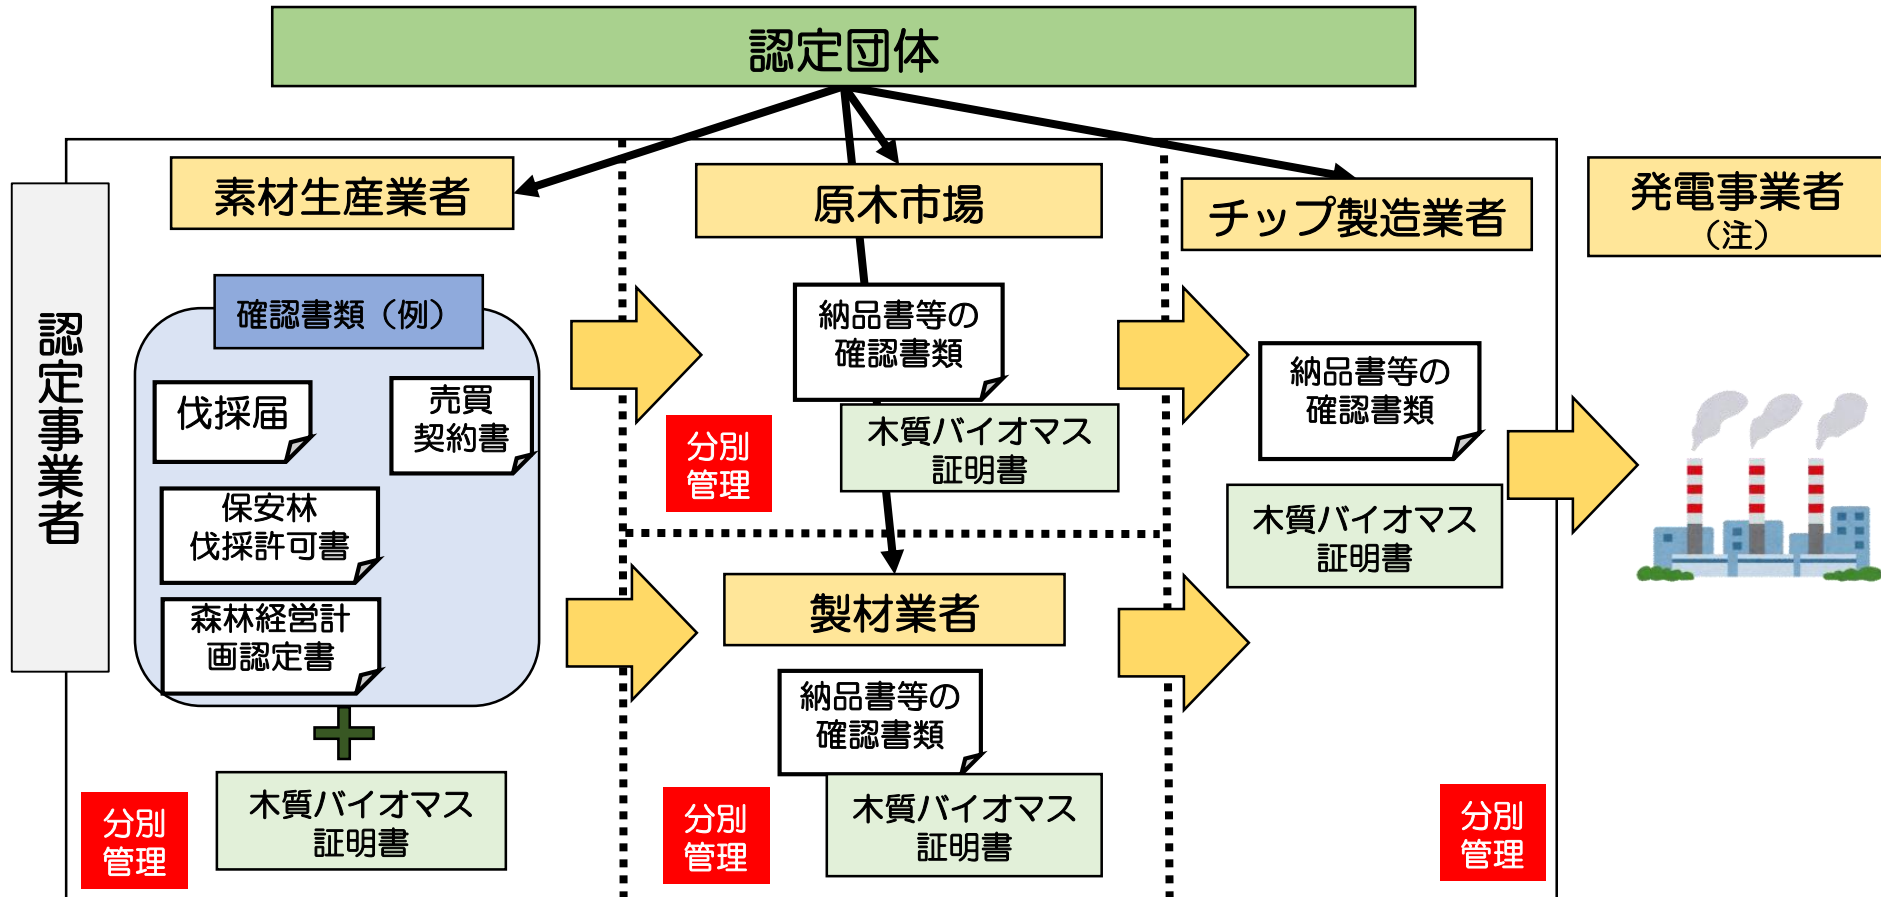 認定団体
認定事業者
素材生産業者
確認書類（例）
伐採届
売買
契約書
保安林
伐採許可書
森林経営計
画認定書
木質バイオマス
証明書
分別
管理
原木市場
納品書等の
確認書類
木質バイオマス
証明書
分別
管理
製材業者
納品書等の
確認書類
木質バイオマス
証明書
分別
管理
チップ製造業者
納品書等の
確認書類
木質バイオマス
証明書
分別
管理
発電事業者
（注）